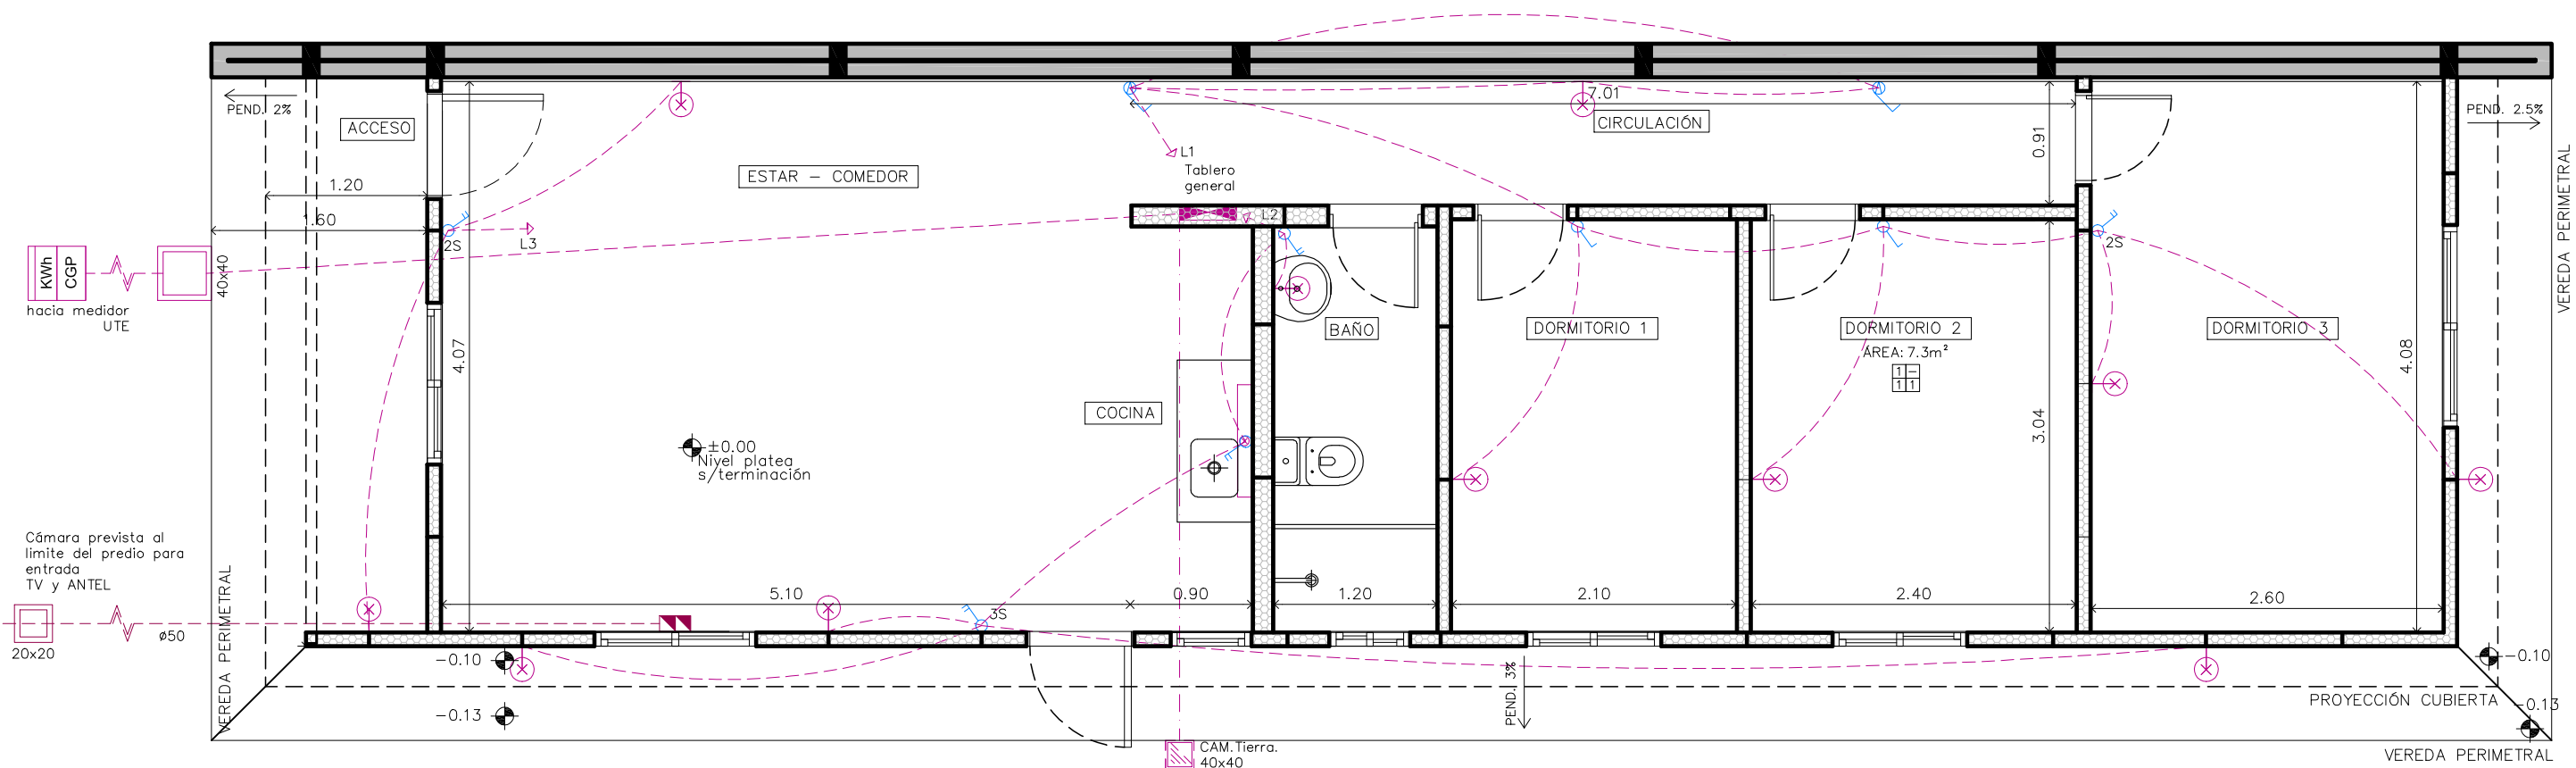 PEND. 2%
ACCESO
1.20
1.60
ESTAR – COMEDOR
7.01
CIRCULACIÓN
0.91
PEND. 2.5%
VEREDA PERIMETRAL
L1
Tablero
general
L2
2S
L3
2S
KWh
CGP
hacia medidor
UTE
40x40
4.07
BAÑO
DORMITORIO 1
DORMITORIO 2
AREA: 7.3m²
1 –
1 1
DORMITORIO 3
4.08
3.04
COCINA
±0.00
Nivel platea
s/terminación
Cámara prevista al
limite del predio para
entrada
TV y ANTEL
20x20
ø50
VEREDA PERIMETRAL
5.10
0.90
1.20
2.10
2.40
2.60
3S
-0.10
-0.13
PEND. 3%
-0.10
PROYECCIÓN CUBIERTA
-0.13
CAM.Tierra.
40x40
VEREDA PERIMETRAL